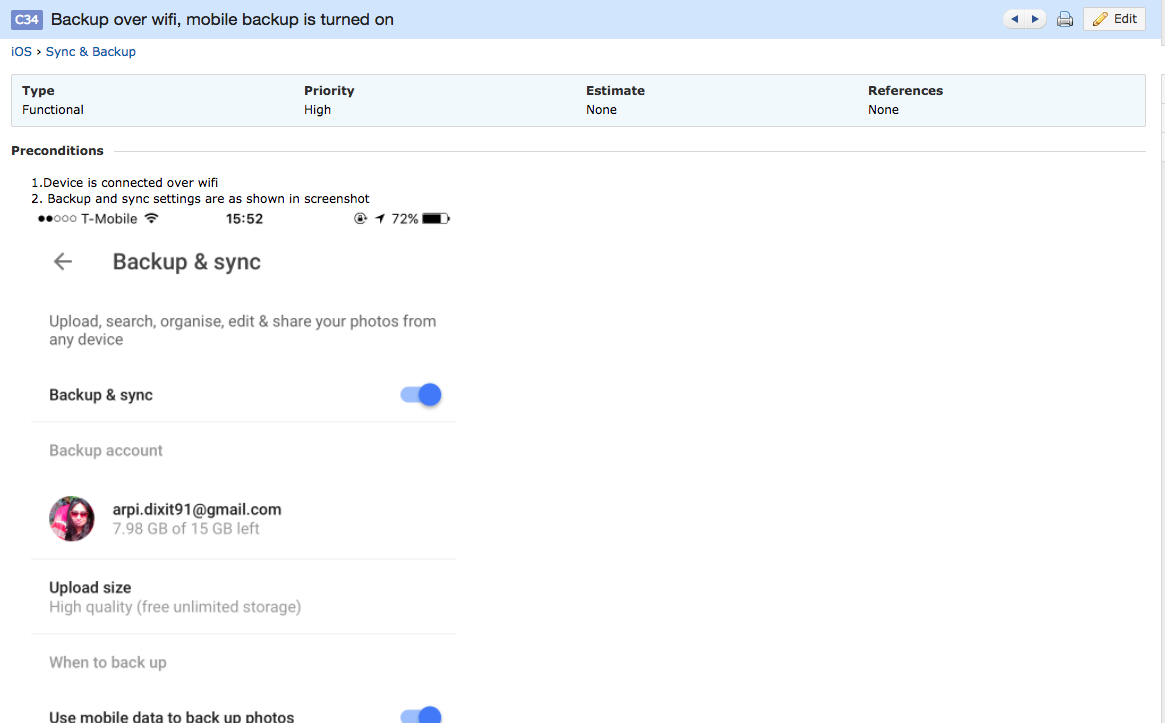 C34 Backup over wifi, mobile backup is turned on
Edit
iOS > Sync & Backup
Type Priority Estimate References
Functional High None None
Preconditions
1.Device is connected over wifi
2. Backup and sync settings are as shown in screenshot
T-Mobile 15:52 72%
Backup & sync
Upload, search, organise, edit & share your photos from
any device
Backup & sync
Backup account
arpi.dixit91@gmail.com
7.98 GB of 15 GB left
Upload size
High quality (free unlimited storage)
When to back up
Use mobile data to back up photos